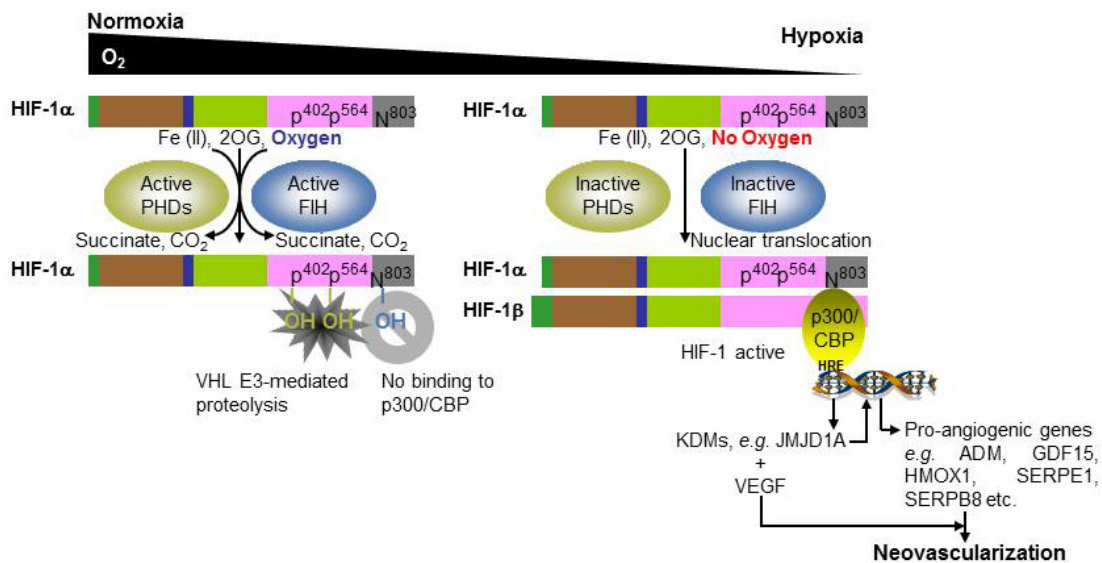 Normoxia
Hypoxia
O₂
HIF-1α
p⁴⁰²p⁵⁶⁴
N⁸⁰³
Fe (II), 2OG, Oxygen
Active
PHDs
Active
FIH
Succinate, CO₂
Succinate, CO₂
HIF-1α
p⁴⁰²p⁵⁶⁴
N⁸⁰³
OH
OH
OH
VHL E3-mediated
proteolysis
No binding to
p300/CBP
HIF-1α
p⁴⁰²p⁵⁶⁴
N⁸⁰³
Fe (II), 2OG, No Oxygen
Inactive
PHDs
Inactive
FIH
Nuclear translocation
HIF-1α
p⁴⁰²p⁵⁶⁴
N⁸⁰³
HIF-1β
p300/
CBP
HIF-1 active
HRE
KDMs, e.g. JMJD1A
+
VEGF
Pro-angiogenic genes
e.g. ADM, GDF15,
HMOX1, SERPE1,
SERPB8 etc.
Neovascularization